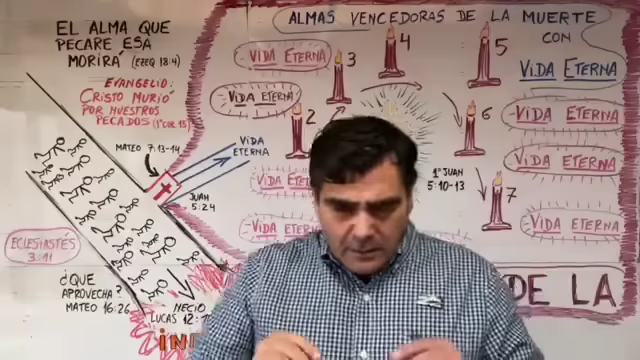 EL ALMA QUE
PECARE ESA
MORIRÁ (EZEQ 18:4)
EVANGELIO:
CRISTO MURIÓ
POR NUESTROS
PECADOS (1ªCOR. 15)
MATEO 7:13-14
VIDA
ETERNA
JUAN
5:24
ECLESIASTÉS
3:11
¿QUE
APROVECHA?
MATEO 16:26
NECIO
LUCAS 12:
ALMAS VENCEDORAS DE LA MUERTE
CON
VIDA ETERNA
VIDA ETERNA
VIDA ETERNA
2
3
4
5
6
7
VIDA ETERNA
VIDA ETERNA
VIDA ETERNA
VIDA
VIDA ETERNA
1ª JUAN
5:10-13
DE LA